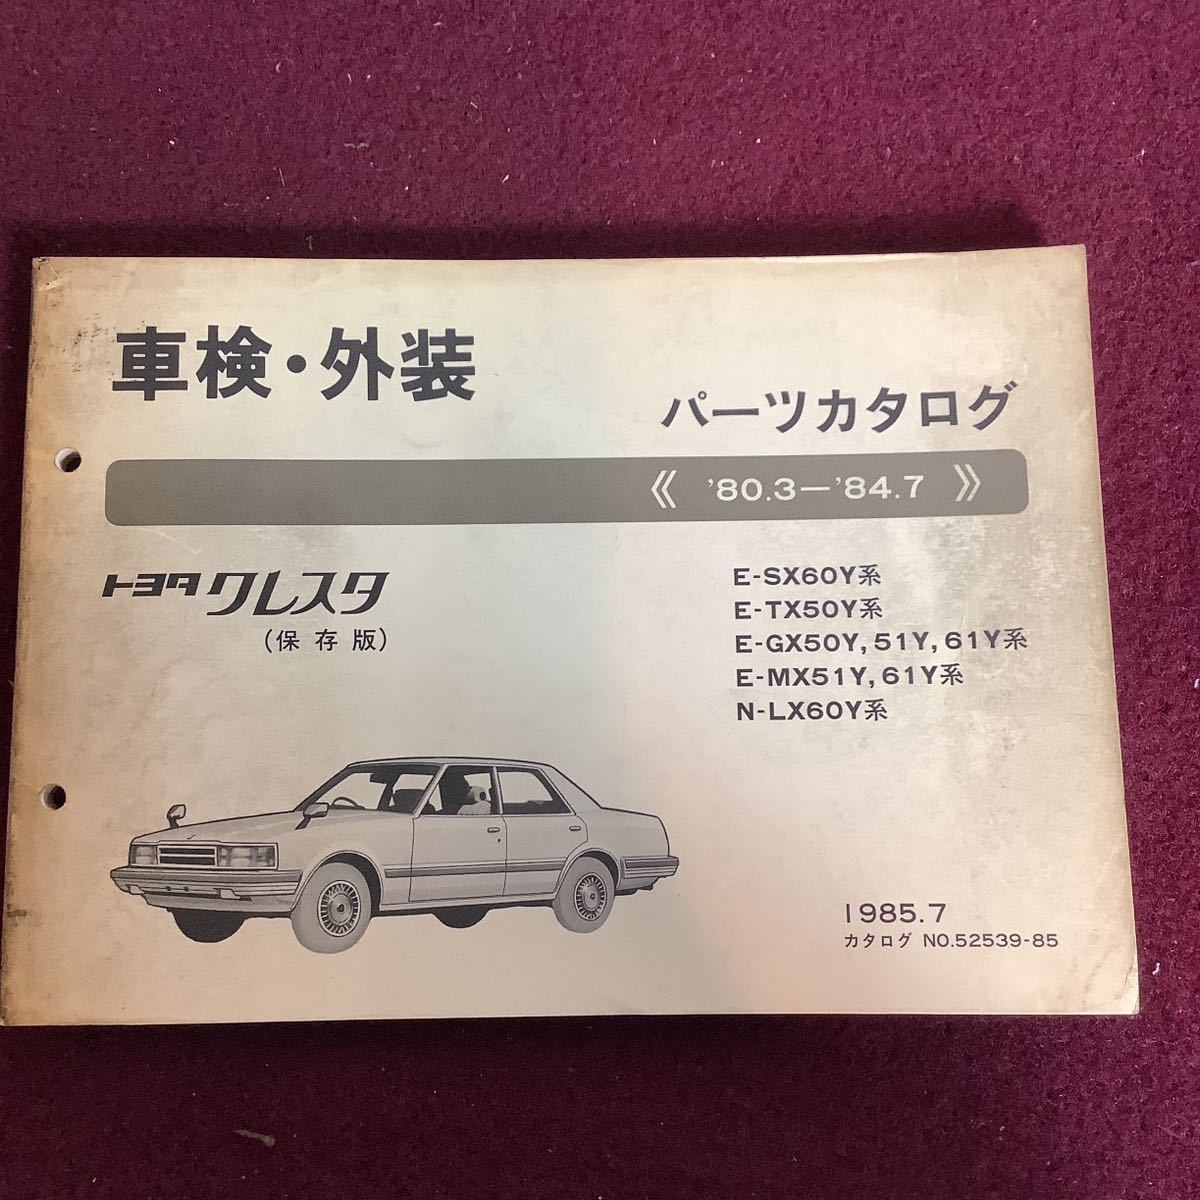 車検・外装
パーツカタログ
《 '80.3—'84.7 》
トヨタ クレスタ
(保存版)
E-SX60Y系
E-TX50Y系
E-GX50Y, 51Y, 61Y系
E-MX51Y, 61Y系
N-LX60Y系
1985.7
カタログ NO.52539-85